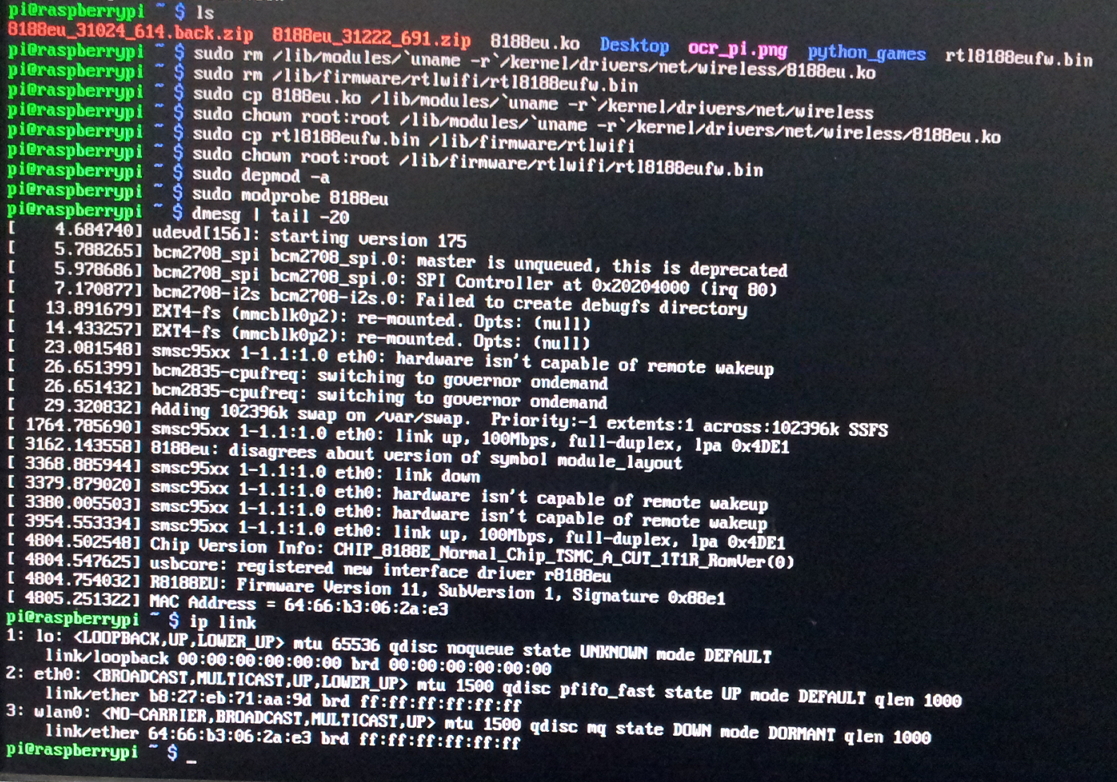 pi@raspberrypi ~ $ ls
8188eu_31024_614.back.zip  8188eu_31222_691.zip  8188eu.ko  Desktop  ocr_pi.png  python_games  rtl8188eufw.bin
pi@raspberrypi ~ $ sudo rm /lib/modules/`uname -r`/kernel/drivers/net/wireless/8188eu.ko
pi@raspberrypi ~ $ sudo rm /lib/firmware/rtlwifi/rtl8188eufw.bin
pi@raspberrypi ~ $ sudo cp 8188eu.ko /lib/modules/`uname -r`/kernel/drivers/net/wireless
pi@raspberrypi ~ $ sudo chown root:root /lib/modules/`uname -r`/kernel/drivers/net/wireless/8188eu.ko
pi@raspberrypi ~ $ sudo cp rtl8188eufw.bin /lib/firmware/rtlwifi
pi@raspberrypi ~ $ sudo chown root:root /lib/firmware/rtlwifi/rtl8188eufw.bin
pi@raspberrypi ~ $ sudo depmod -a
pi@raspberrypi ~ $ sudo modprobe 8188eu
pi@raspberrypi ~ $ dmesg | tail -20
[    4.684740] udevd[156]: starting version 175
[    5.788265] bcm2708_spi bcm2708_spi.0: master is unqueued, this is deprecated
[    5.978686] bcm2708_spi bcm2708_spi.0: SPI Controller at 0x20204000 (irq 80)
[    7.170877] bcm2708-i2s bcm2708-i2s.0: Failed to create debugfs directory
[   13.891679] EXT4-fs (mmcblk0p2): re-mounted. Opts: (null)
[   14.433257] EXT4-fs (mmcblk0p2): re-mounted. Opts: (null)
[   23.081548] smsc95xx 1-1.1:1.0 eth0: hardware isn't capable of remote wakeup
[   26.651399] bcm2835-cpufreq: switching to governor ondemand
[   26.651432] bcm2835-cpufreq: switching to governor ondemand
[   29.320832] Adding 102396k swap on /var/swap.  Priority:-1 extents:1 across:102396k SSFS
[ 1764.785690] smsc95xx 1-1.1:1.0 eth0: link up, 100Mbps, full-duplex, lpa 0x4DE1
[ 3162.143558] 8188eu: disagrees about version of symbol module_layout
[ 3368.885944] smsc95xx 1-1.1:1.0 eth0: link down
[ 3379.879020] smsc95xx 1-1.1:1.0 eth0: hardware isn't capable of remote wakeup
[ 3380.005503] smsc95xx 1-1.1:1.0 eth0: hardware isn't capable of remote wakeup
[ 3954.553334] smsc95xx 1-1.1:1.0 eth0: link up, 100Mbps, full-duplex, lpa 0x4DE1
[ 4804.502548] Chip Version Info: CHIP_8188E_Normal_Chip_TSMC_A_CUT_1T1R_RomVer(0)
[ 4804.547625] usbcore: registered new interface driver r8188eu
[ 4804.754032] R8188EU: Firmware Version 11, SubVersion 1, Signature 0x88e1
[ 4805.251322] MAC Address = 64:66:b3:06:2a:e3
pi@raspberrypi ~ $ ip link
1: lo: <LOOPBACK,UP,LOWER_UP> mtu 65536 qdisc noqueue state UNKNOWN mode DEFAULT
    link/loopback 00:00:00:00:00:00 brd 00:00:00:00:00:00
2: eth0: <BROADCAST,MULTICAST,UP,LOWER_UP> mtu 1500 qdisc pfifo_fast state UP mode DEFAULT qlen 1000
    link/ether b8:27:eb:71:aa:9d brd ff:ff:ff:ff:ff:ff
3: wlan0: <NO-CARRIER,BROADCAST,MULTICAST,UP> mtu 1500 qdisc mq state DOWN mode DORMANT qlen 1000
    link/ether 64:66:b3:06:2a:e3 brd ff:ff:ff:ff:ff:ff
pi@raspberrypi ~ $ _